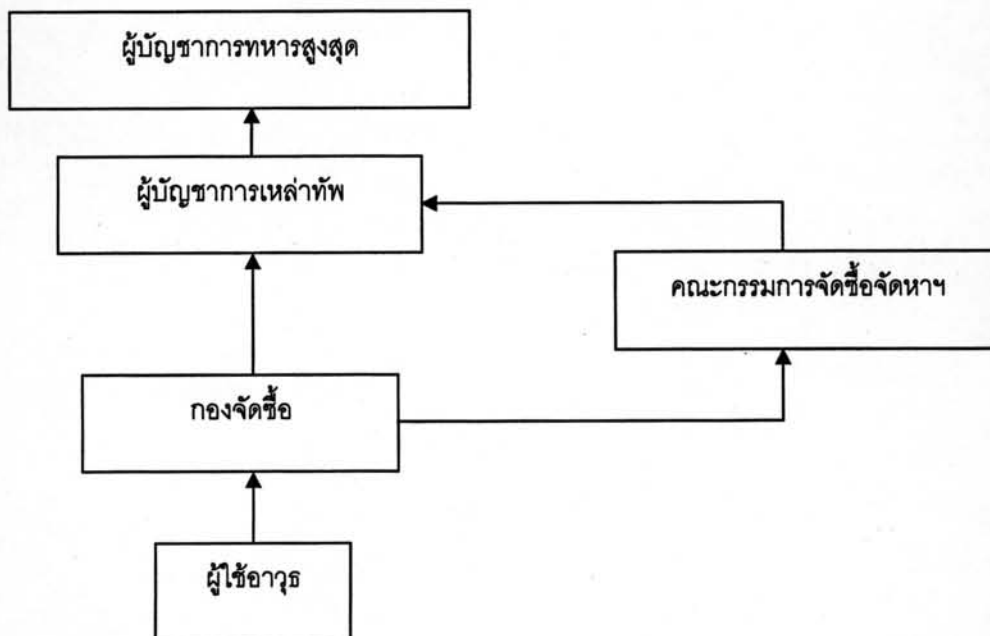 ผู้บัญชาการทหารสูงสุด
ผู้บัญชาการเหล่าทัพ
คณะกรรมการจัดซื้อจัดหาฯ
กองจัดซื้อ
ผู้ใช้อาวุธ